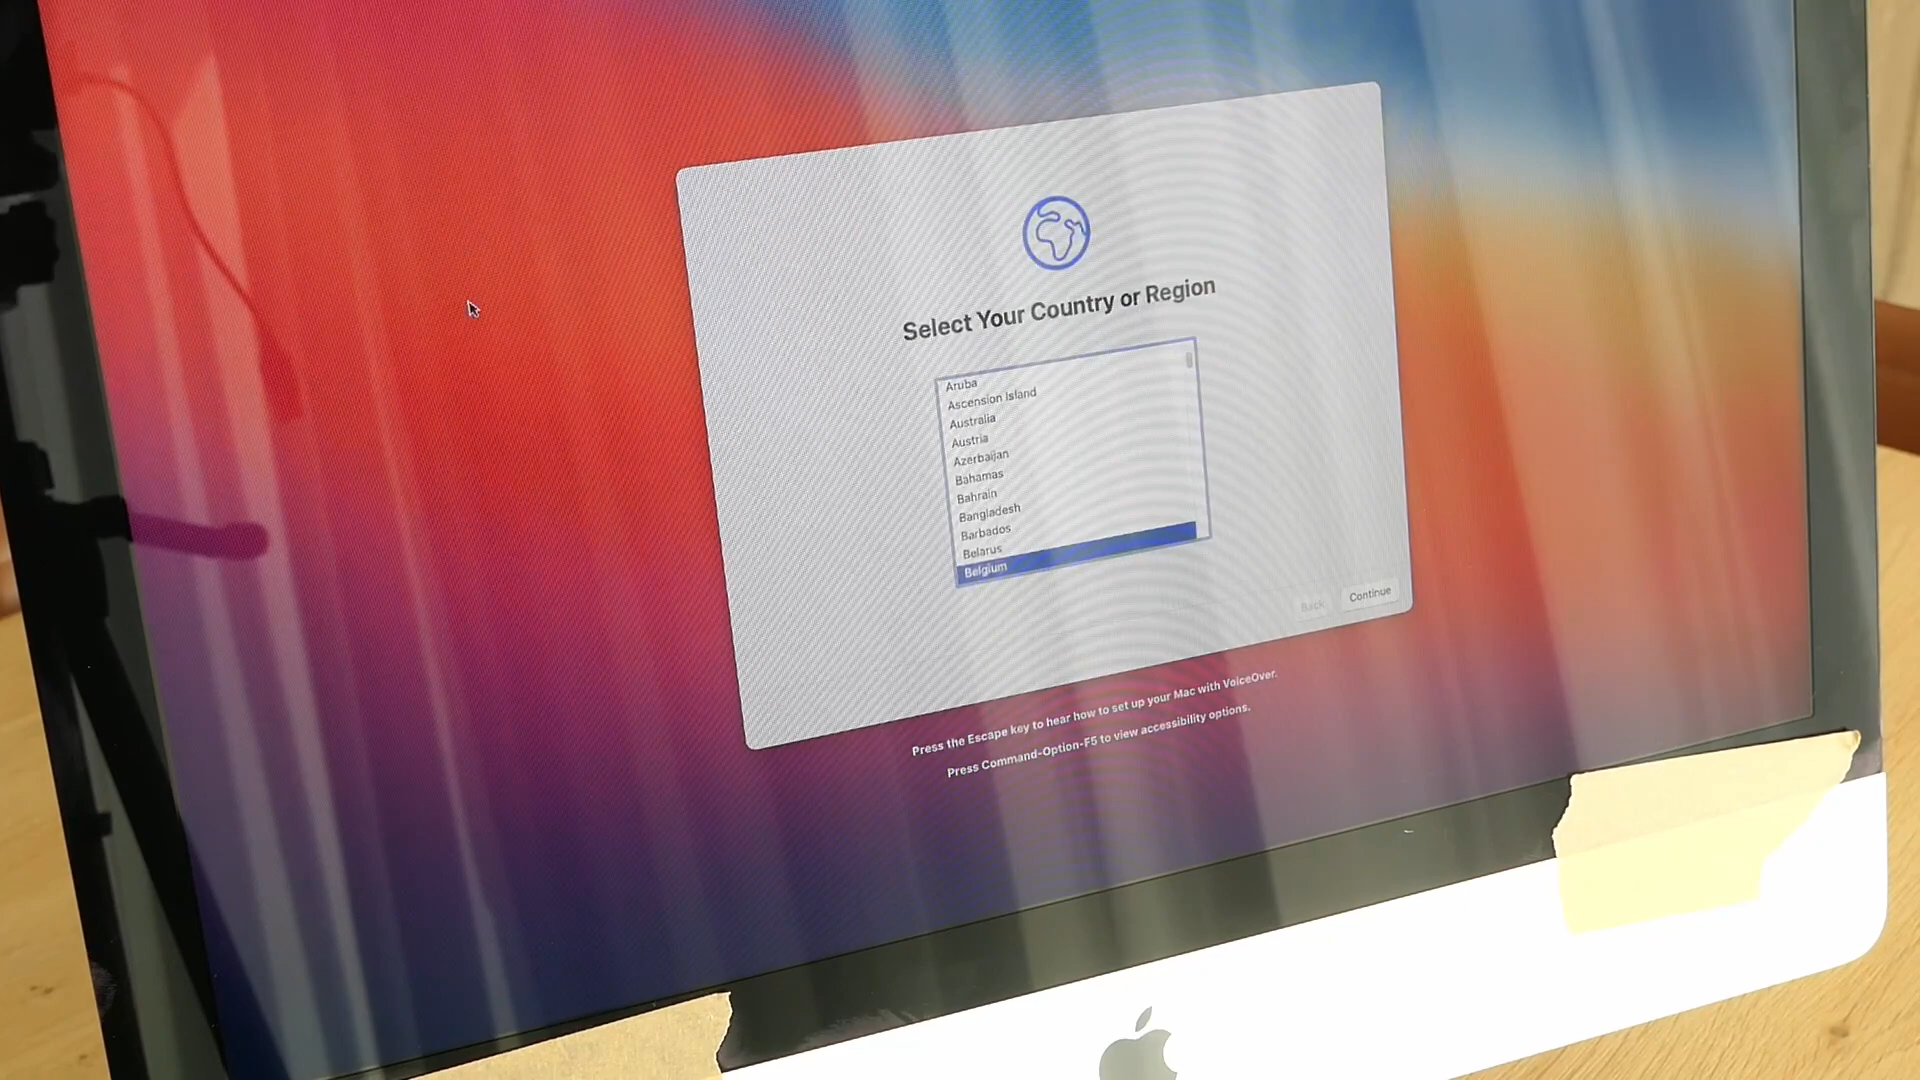 Select Your Country or Region
Aruba
Ascension Island
Australia
Austria
Azerbaijan
Bahamas
Bahrain
Bangladesh
Barbados
Belarus
Belgium
Back
Continue
Press the Escape key to hear how to set up your Mac with VoiceOver.
Press Command-Option-F5 to view accessibility options.